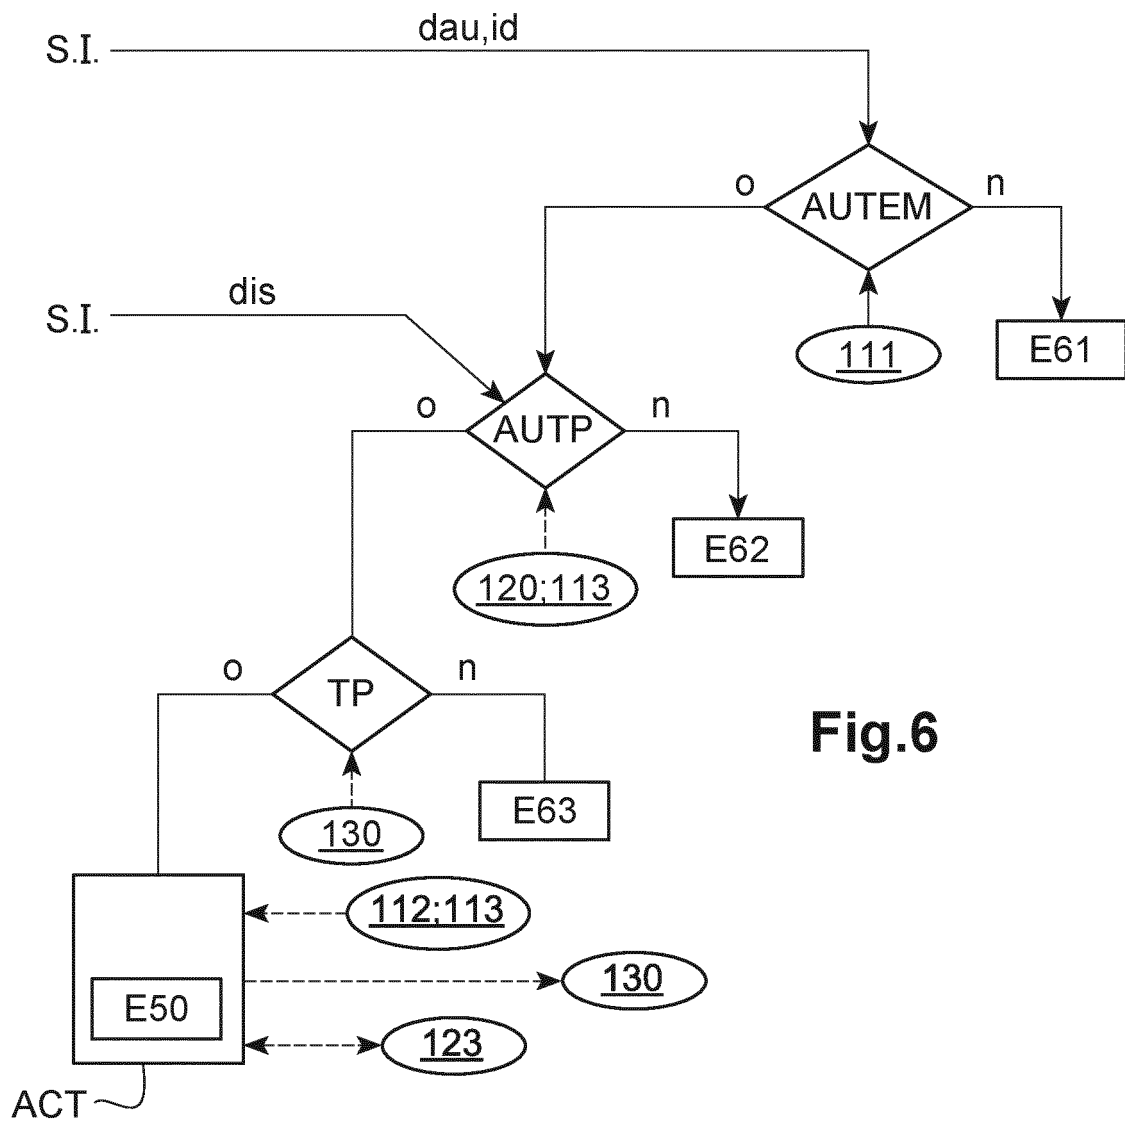 dau,id
S.I.
o
n
AUTEM
dis
S.I.
111
E61
o
n
AUTP
E62
120;113
o
n
TP
Fig.6
E63
130
112;113
130
E50
123
ACT